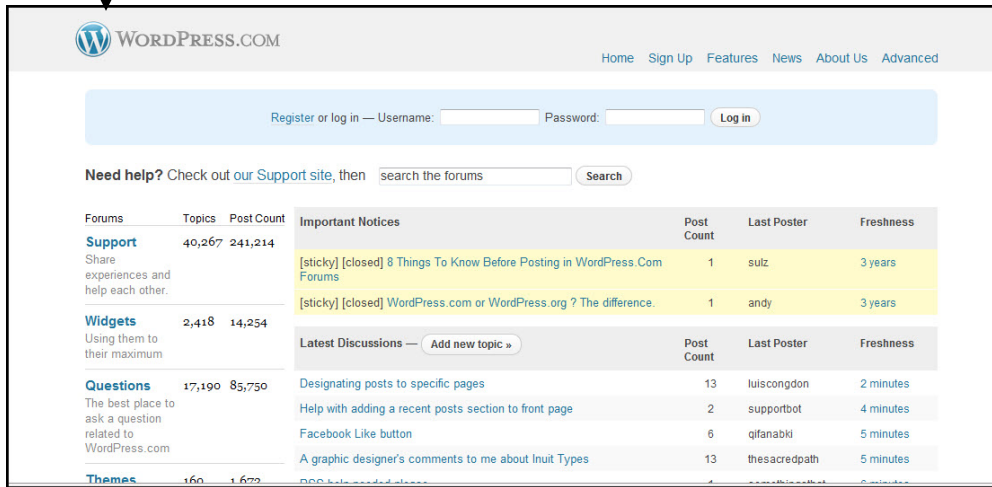 WORDPRESS.COM
Home Sign Up Features News About Us Advanced
Register or log in — Username: Password: Log in
Need help? Check out our Support site, then search the forums Search
Forums Topics Post Count
Support 40,267 241,214
Share
experiences and
help each other.
Widgets 2,418 14,254
Using them to
their maximum
Questions 17,190 85,750
The best place to
ask a question
related to
WordPress.com
Themes 160 1,672
Important Notices Post Last Poster Freshness
Count
[sticky] [closed] 8 Things To Know Before Posting in WordPress.Com 1 sulz 3 years
Forums
[sticky] [closed] WordPress.com or WordPress.org ? The difference. 1 andy 3 years
Latest Discussions — Add new topic » Post Last Poster Freshness
Count
Designating posts to specific pages 13 luiscongdon 2 minutes
Help with adding a recent posts section to front page 2 supportbot 4 minutes
Facebook Like button 6 qifanabki 5 minutes
A graphic designer's comments to me about Inuit Types 13 thesacredpath 5 minutes
RSS help needed please